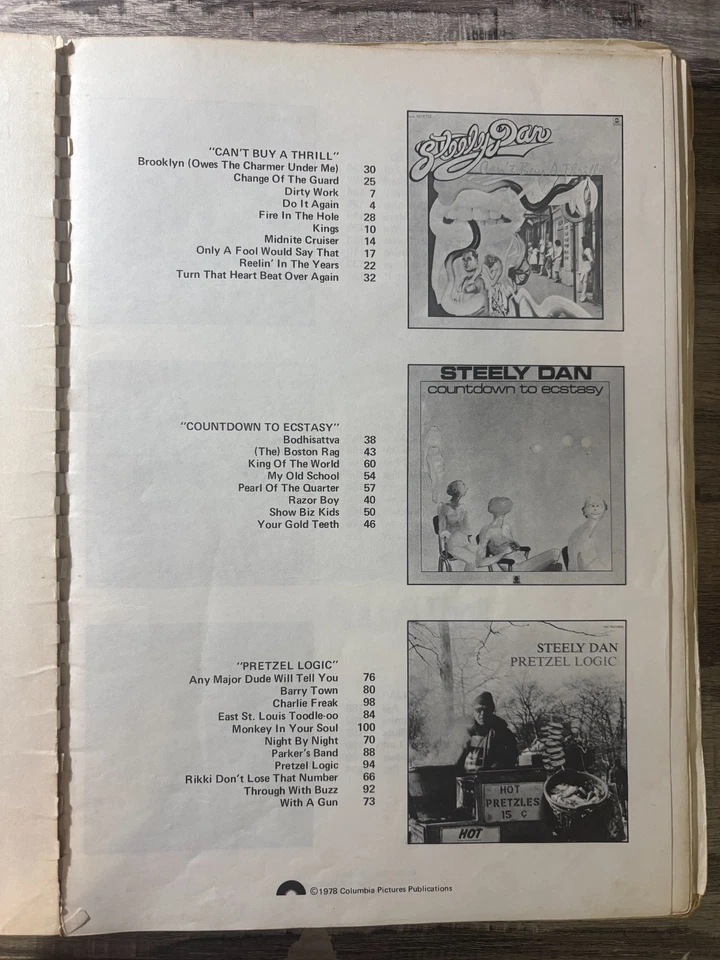 "CAN'T BUY A THRILL"
Brooklyn (Owes The Charmer Under Me) 30
Change Of The Guard 25
Dirty Work 7
Do It Again 4
Fire In The Hole 28
Kings 10
Midnite Cruiser 14
Only A Fool Would Say That 17
Reelin' In The Years 22
Turn That Heart Beat Over Again 32
Steely Dan
Can't Buy A Thrill
"COUNTDOWN TO ECSTASY"
Bodhisattva 38
(The) Boston Rag 43
King Of The World 60
My Old School 54
Pearl Of The Quarter 57
Razor Boy 40
Show Biz Kids 50
Your Gold Teeth 46
STEELY DAN
countdown to ecstasy
"PRETZEL LOGIC"
Any Major Dude Will Tell You 76
Barry Town 80
Charlie Freak 98
East St. Louis Toodle-oo 84
Monkey In Your Soul 100
Night By Night 70
Parker's Band 88
Pretzel Logic 94
Rikki Don't Lose That Number 66
Through With Buzz 92
With A Gun 73
STEELY DAN
PRETZEL LOGIC
HOT
PRETZLES
15 ¢
HOT
©1978 Columbia Pictures Publications